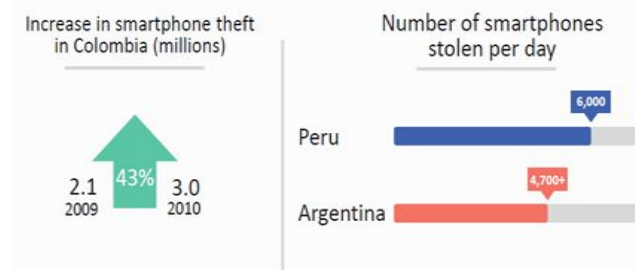 Increase in smartphone theft
in Colombia (millions)
43%
2.1
2009
3.0
2010
Number of smartphones
stolen per day
6,000
Peru
4,700+
Argentina